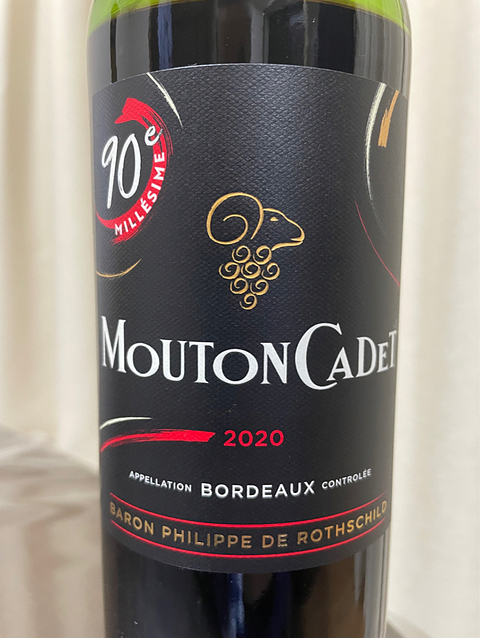 90e
MILLÉSIME
MOUTON CADET
2020
APPELLATION BORDEAUX CONTROLÉE
BARON PHILIPPE DE ROTHSCHILD